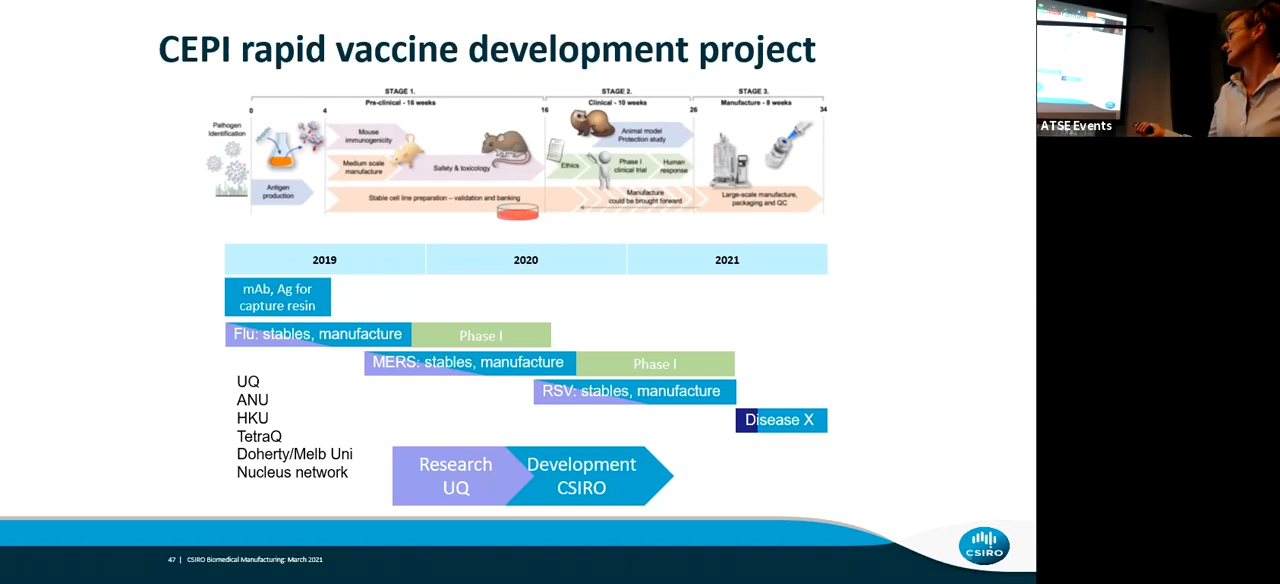 CEPI rapid vaccine development project
STAGE 1.
Pre-clinical - 16 weeks
STAGE 2.
Clinical - 10 weeks
STAGE 3.
Manufacture - 8 weeks
0
4
16
26
34
Pathogen
Identification
Antigen
production
Mouse
immunogenicity
Medium scale
manufacture
Safety & toxicology
Stable cell line preparation – validation and banking
Animal model
Protection study
Ethics
Phase I
clinical trial
Human
response
Manufacture
could be brought forward
Large-scale manufacture,
packaging and QC
2019
2020
2021
mAb, Ag for
capture resin
Flu: stables, manufacture
Phase I
MERS: stables, manufacture
Phase I
RSV: stables, manufacture
Disease X
UQ
ANU
HKU
TetraQ
Doherty/Melb Uni
Nucleus network
Research
UQ
Development
CSIRO
47 | CSIRO Biomedical Manufacturing: March 2021
CSIRO
ATSE Events